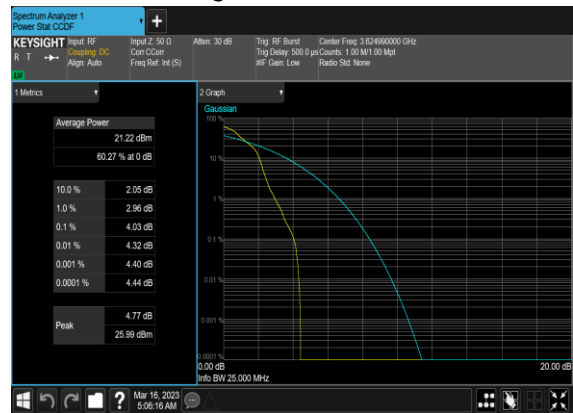 Spectrum Analyzer 1
Power Stat CCDF
+
KEYSIGHT
R T
LW
Input: RF
Coupling: DC
Align: Auto
Input Z: 50 Ω
Corr CCorr
Freq Ref: Int (S)
Atten: 30 dB
Trig: RF Burst
Trig Delay: 500.0 µs
#IF Gain: Low
Center Freq: 3.624990000 GHz
Counts: 1.00 M/1.00 Mpt
Radio Std: None
1 Metrics
Average Power
21.22 dBm
60.27 % at 0 dB
10.0 % 2.05 dB
1.0 % 2.96 dB
0.1 % 4.03 dB
0.01 % 4.32 dB
0.001 % 4.40 dB
0.0001 % 4.44 dB
Peak
4.77 dB
25.99 dBm
2 Graph
Gaussian
100 %
10 %
1 %
0.1 %
0.01 %
0.001 %
0.0001 %
0.00 dB
20.00 dB
Info BW 25.000 MHz
?
Mar 16, 2023
5:06:16 AM